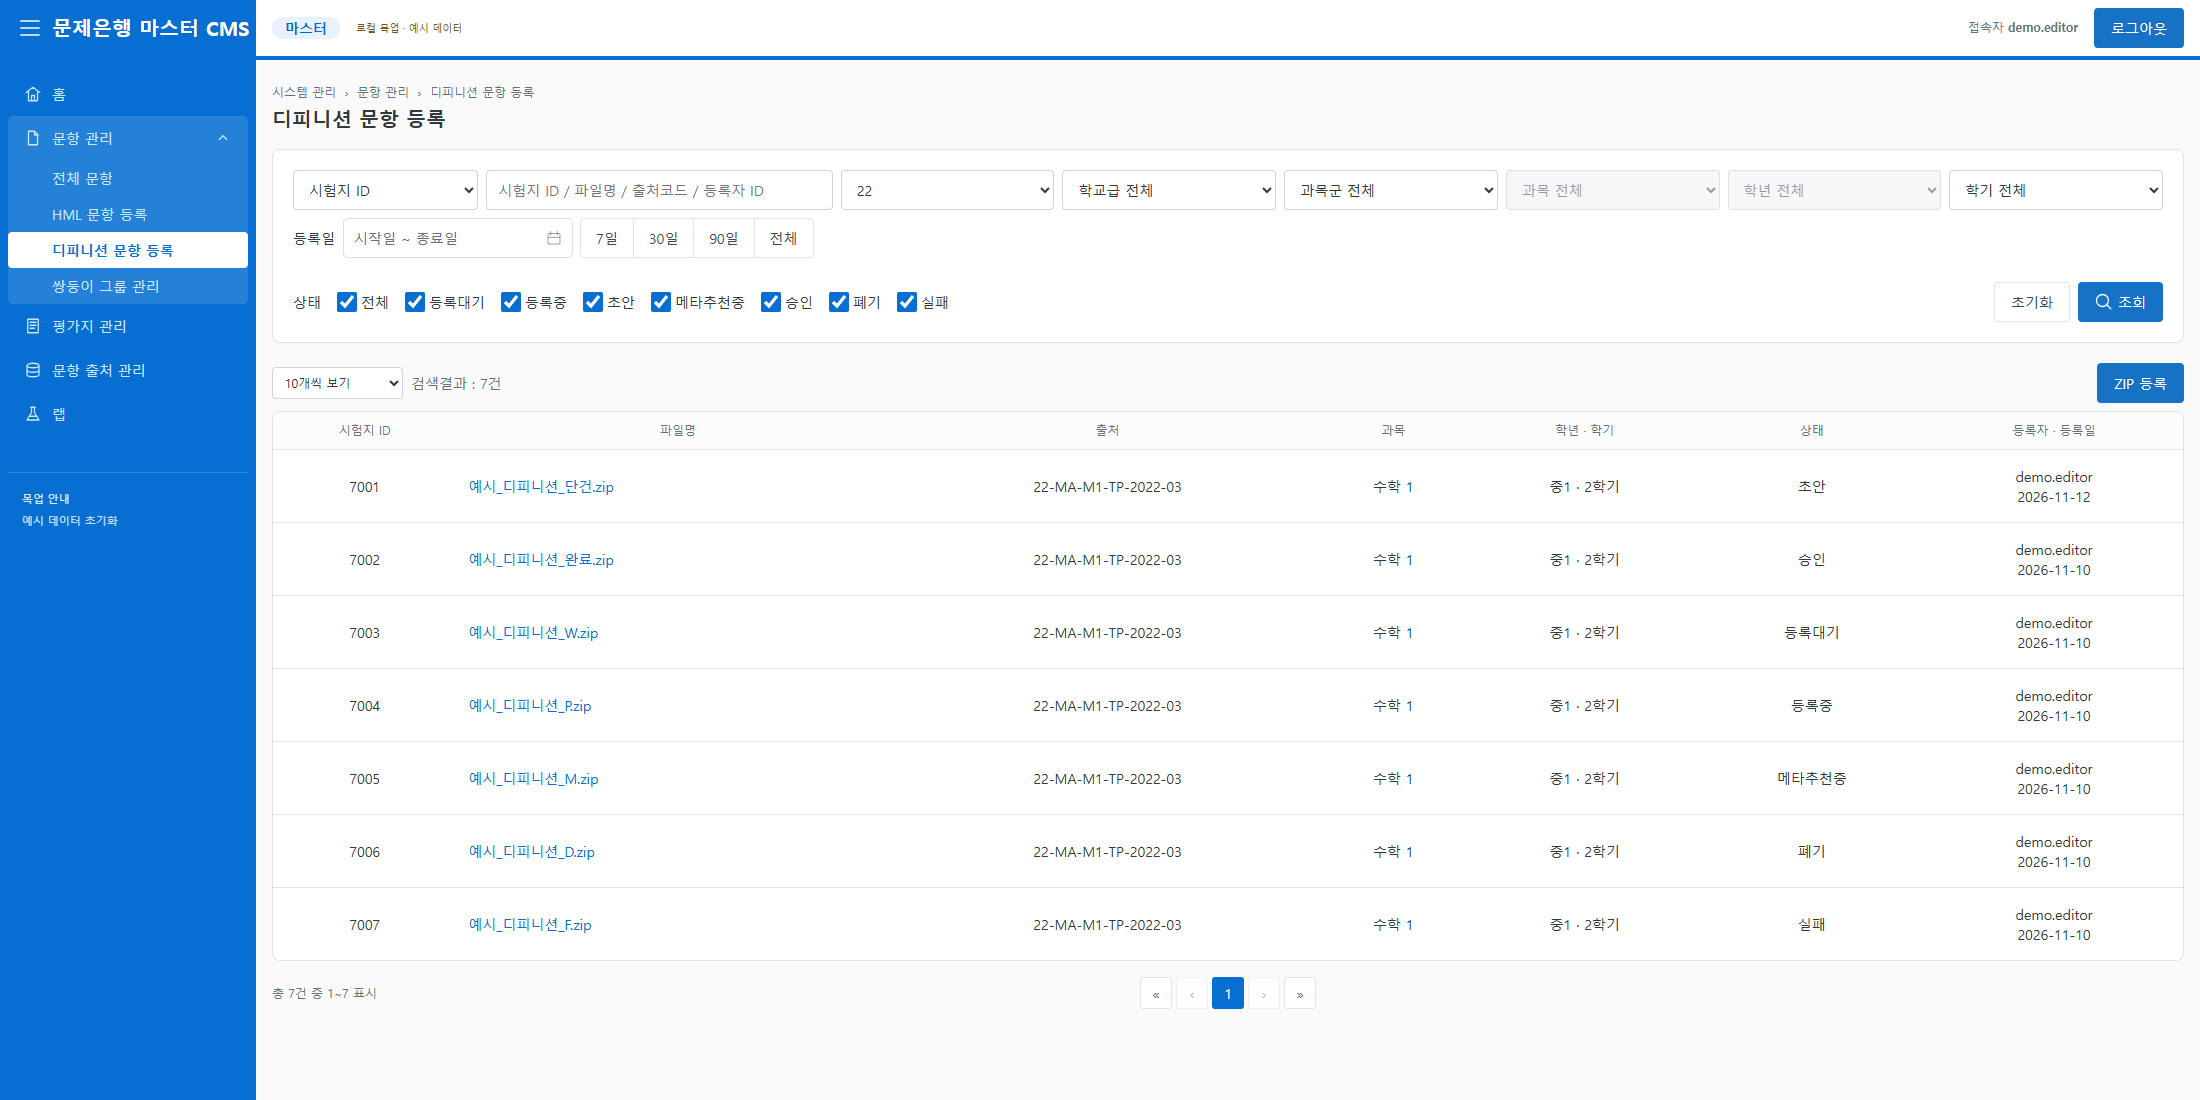 문제은행 마스터 CMS
마스터 로컬 목업 · 예시 데이터
접속자 demo.editor 로그아웃
홈
문항 관리
전체 문항
HML 문항 등록
디피니션 문항 등록
쌍둥이 그룹 관리
평가지 관리
문항 출처 관리
랩
목업 안내
예시 데이터 초기화
시스템 관리 › 문항 관리 › 디피니션 문항 등록
디피니션 문항 등록
시험지 ID 시험지 ID / 파일명 / 출처코드 / 등록자 ID 22 학교급 전체 과목군 전체 과목 전체 학년 전체 학기 전체
등록일 시작일 ~ 종료일 7일 30일 90일 전체
상태 전체 등록대기 등록중 초안 메타추천중 승인 폐기 실패 초기화 조회
10개씩 보기 검색결과 : 7건 ZIP 등록
시험지 ID 파일명 출처 과목 학년 · 학기 상태 등록자 · 등록일
7001 예시_디피니션_단건.zip 22-MA-M1-TP-2022-03 수학 1 중1 · 2학기 초안 demo.editor
2026-11-12
7002 예시_디피니션_완료.zip 22-MA-M1-TP-2022-03 수학 1 중1 · 2학기 승인 demo.editor
2026-11-10
7003 예시_디피니션_W.zip 22-MA-M1-TP-2022-03 수학 1 중1 · 2학기 등록대기 demo.editor
2026-11-10
7004 예시_디피니션_P.zip 22-MA-M1-TP-2022-03 수학 1 중1 · 2학기 등록중 demo.editor
2026-11-10
7005 예시_디피니션_M.zip 22-MA-M1-TP-2022-03 수학 1 중1 · 2학기 메타추천중 demo.editor
2026-11-10
7006 예시_디피니션_D.zip 22-MA-M1-TP-2022-03 수학 1 중1 · 2학기 폐기 demo.editor
2026-11-10
7007 예시_디피니션_F.zip 22-MA-M1-TP-2022-03 수학 1 중1 · 2학기 실패 demo.editor
2026-11-10
총 7건 중 1~7 표시 « ‹ 1 › »